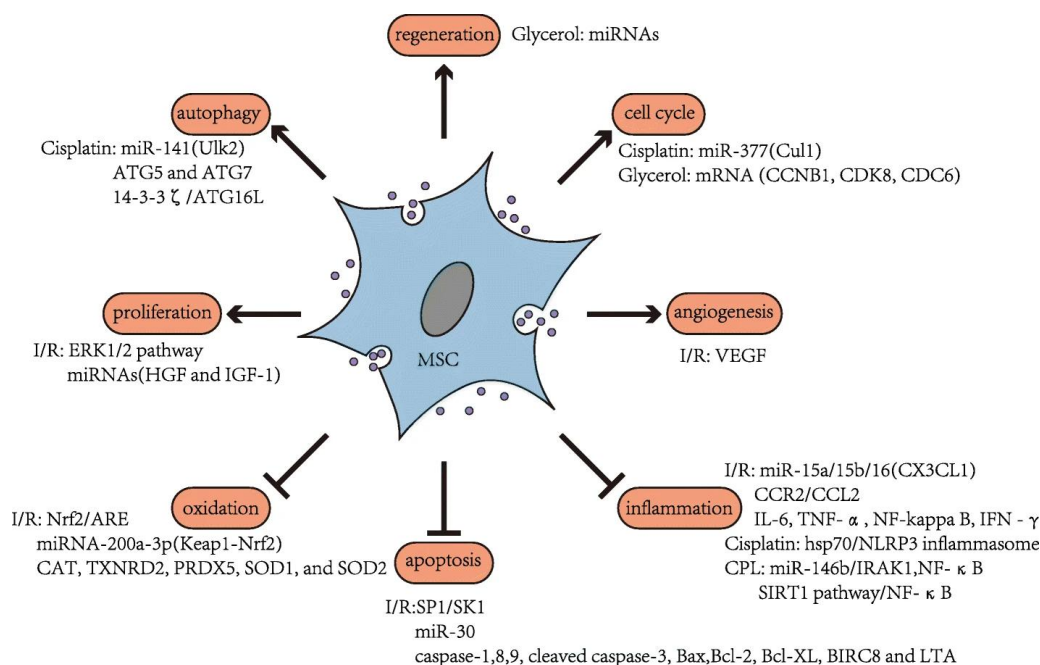 regeneration
Glycerol: miRNAs
autophagy
Cisplatin: miR-141(Ulk2)
ATG5 and ATG7
14-3-3 ζ /ATG16L
cell cycle
Cisplatin: miR-377(Cul1)
Glycerol: mRNA (CCNB1, CDK8, CDC6)
proliferation
I/R: ERK1/2 pathway
miRNAs(HGF and IGF-1)
MSC
angiogenesis
I/R: VEGF
oxidation
I/R: Nrf2/ARE
miRNA-200a-3p(Keap1-Nrf2)
CAT, TXNRD2, PRDX5, SOD1, and SOD2
apoptosis
I/R:SP1/SK1
miR-30
caspase-1,8,9, cleaved caspase-3, Bax,Bcl-2, Bcl-XL, BIRC8 and LTA
inflammation
I/R: miR-15a/15b/16(CX3CL1)
CCR2/CCL2
IL-6, TNF- α , NF-kappa B, IFN - γ
Cisplatin: hsp70/NLRP3 inflammasome
CPL: miR-146b/IRAK1,NF- κ B
SIRT1 pathway/NF- κ B